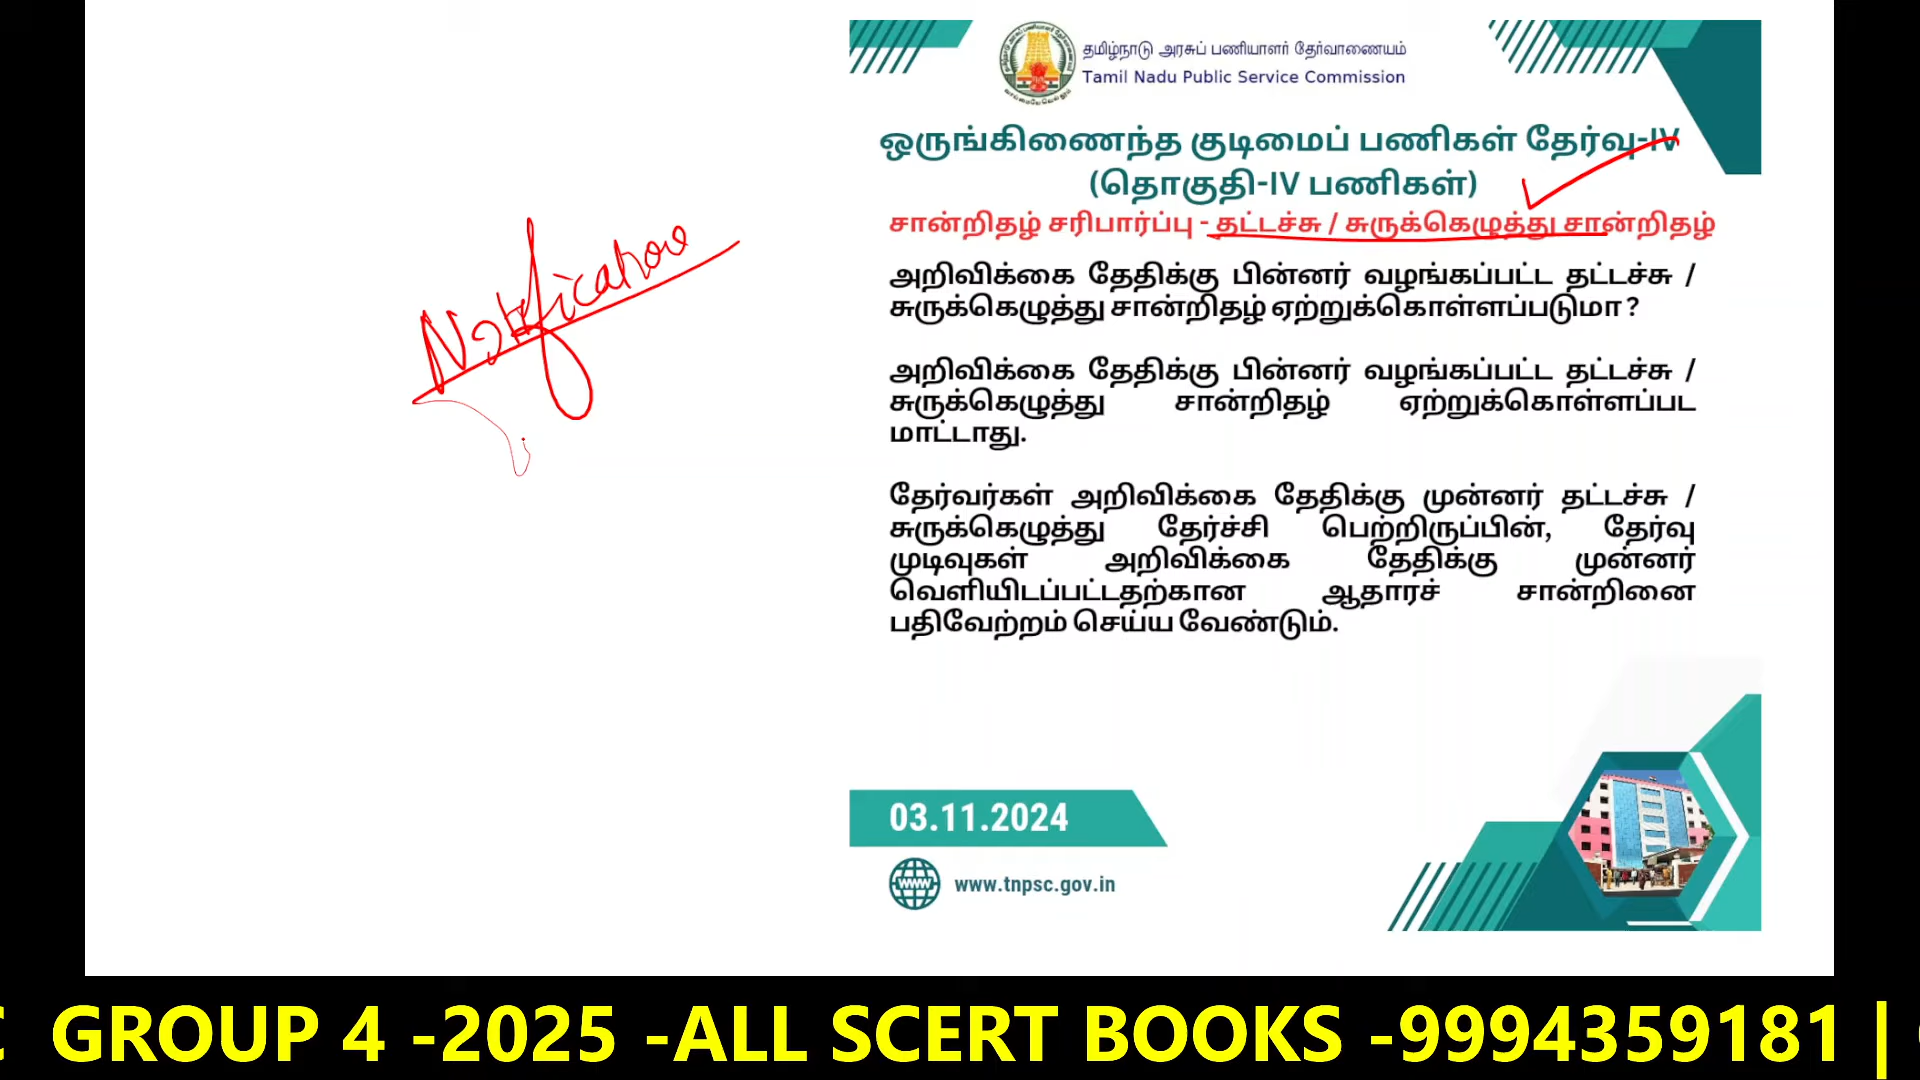 Notification
தமிழ்நாடு அரசுப் பணியாளர் தேர்வாணையம்
Tamil Nadu Public Service Commission
ஒருங்கிணைந்த குடிமைப் பணிகள் தேர்வு-IV
(தொகுதி-IV பணிகள்)
சான்றிதழ் சரிபார்ப்பு - தட்டச்சு / சுருக்கெழுத்து சான்றிதழ்
அறிவிக்கை தேதிக்கு பின்னர் வழங்கப்பட்ட தட்டச்சு /
சுருக்கெழுத்து சான்றிதழ் ஏற்றுக்கொள்ளப்படுமா ?
அறிவிக்கை தேதிக்கு பின்னர் வழங்கப்பட்ட தட்டச்சு /
சுருக்கெழுத்து சான்றிதழ் ஏற்றுக்கொள்ளப்பட
மாட்டாது.
தேர்வர்கள் அறிவிக்கை தேதிக்கு முன்னர் தட்டச்சு /
சுருக்கெழுத்து தேர்ச்சி பெற்றிருப்பின், தேர்வு
முடிவுகள் அறிவிக்கை தேதிக்கு முன்னர்
வெளியிடப்பட்டதற்கான ஆதாரச் சான்றினை
பதிவேற்றம் செய்ய வேண்டும்.
03.11.2024
www.tnpsc.gov.in
GROUP 4 -2025 -ALL SCERT BOOKS -9994359181 |